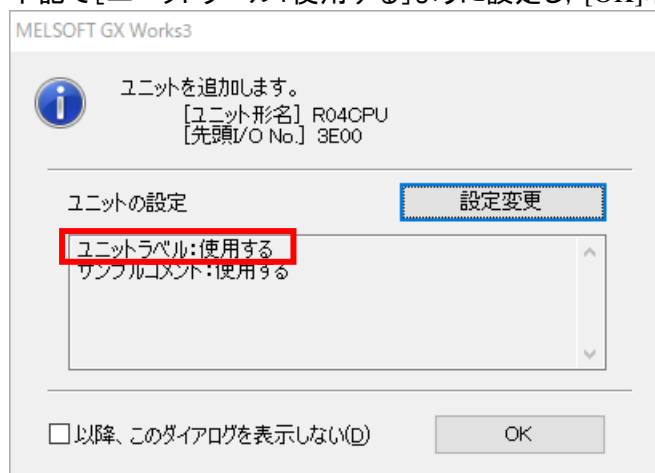 MELSOFT GX Works3
ユニットを追加します。
[ユニット形名] R04CPU
[先頭I/O No.] 3E00
ユニットの設定
設定変更
ユニットラベル:使用する
サンプルコメント:使用する
□以降、このダイアログを表示しない(D)
OK